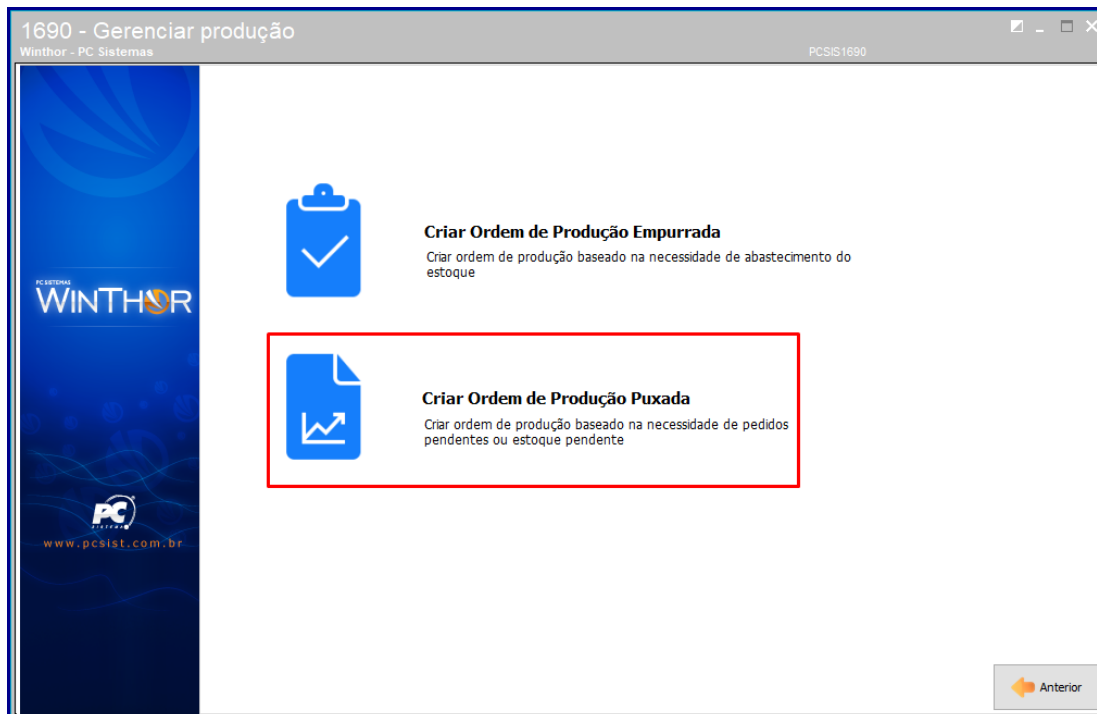 1690 - Gerenciar produção
Winthor - PC Sistemas
PCSIS1690
Criar Ordem de Produção Empurrada
Criar ordem de produção baseado na necessidade de abastecimento do
estoque
PC SISTEMAS
WINTHOR
Criar Ordem de Produção Puxada
Criar ordem de produção baseado na necessidade de pedidos
pendentes ou estoque pendente
PC
SISTEMAS
www.pcsist.com.br
Anterior